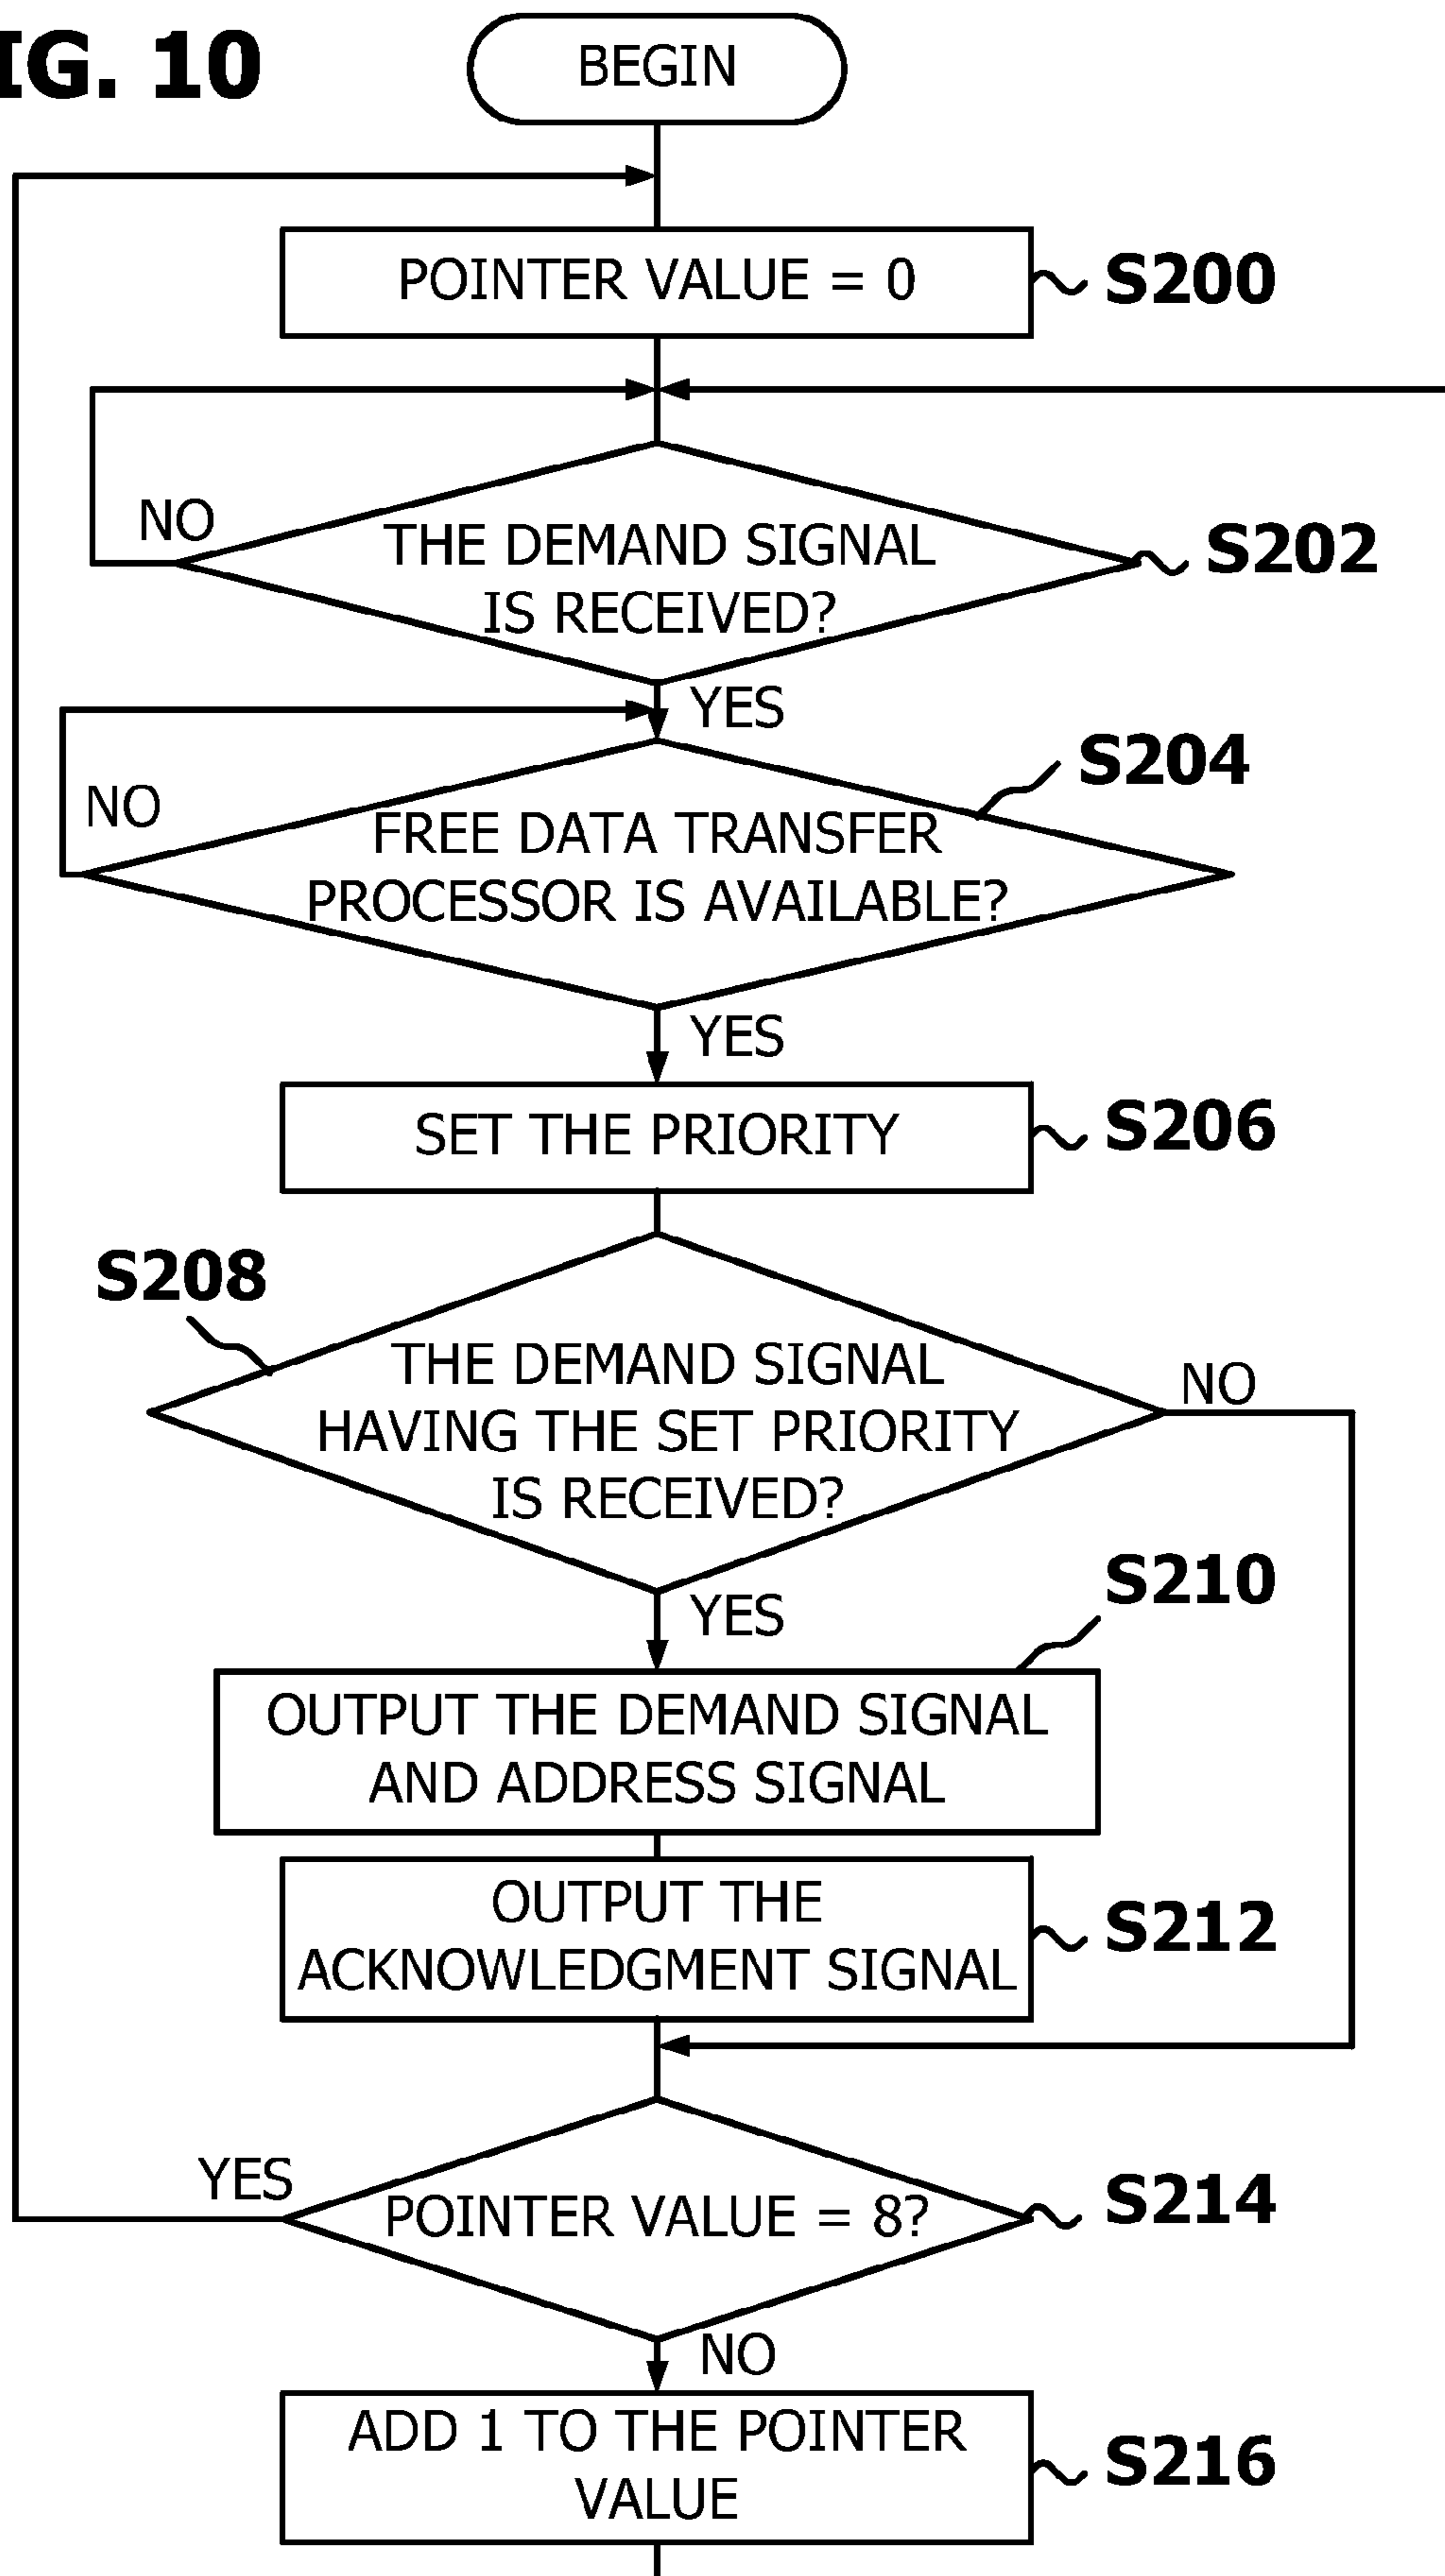 IG. 10
BEGIN
POINTER VALUE = 0
S200
NO
THE DEMAND SIGNAL
IS RECEIVED?
S202
YES
S204
NO
FREE DATA TRANSFER
PROCESSOR IS AVAILABLE?
YES
SET THE PRIORITY
S206
S208
THE DEMAND SIGNAL
HAVING THE SET PRIORITY
IS RECEIVED?
NO
YES
S210
OUTPUT THE DEMAND SIGNAL
AND ADDRESS SIGNAL
OUTPUT THE
ACKNOWLEDGMENT SIGNAL
S212
YES
POINTER VALUE = 8?
S214
NO
ADD 1 TO THE POINTER
VALUE
S216